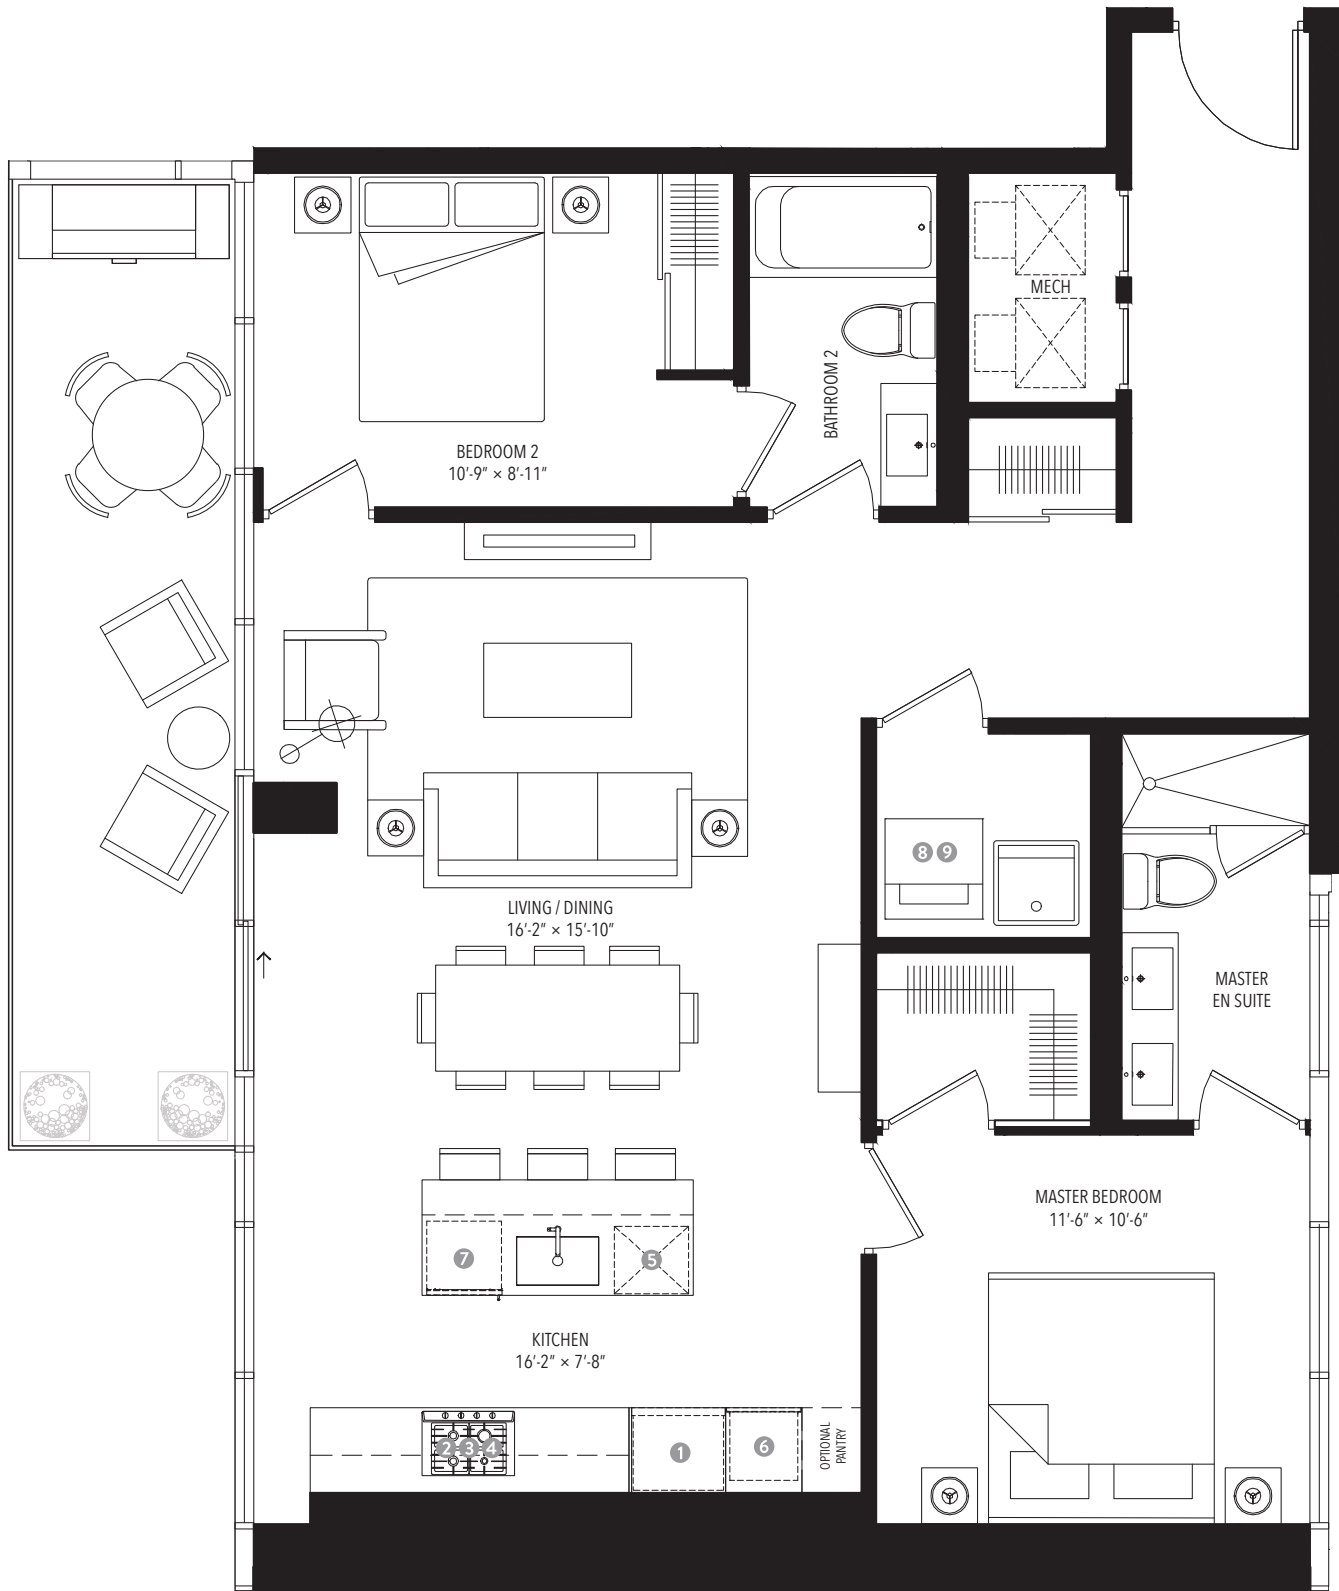 MECH
BATHROOM 2
BEDROOM 2
10'-9" × 8'-11"
8 9
LIVING / DINING
16'-2" × 15'-10"
MASTER
EN SUITE
MASTER BEDROOM
11'-6" × 10'-6"
7
5
KITCHEN
16'-2" × 7'-8"
2 3 4
1
6
OPTIONAL
PANTRY